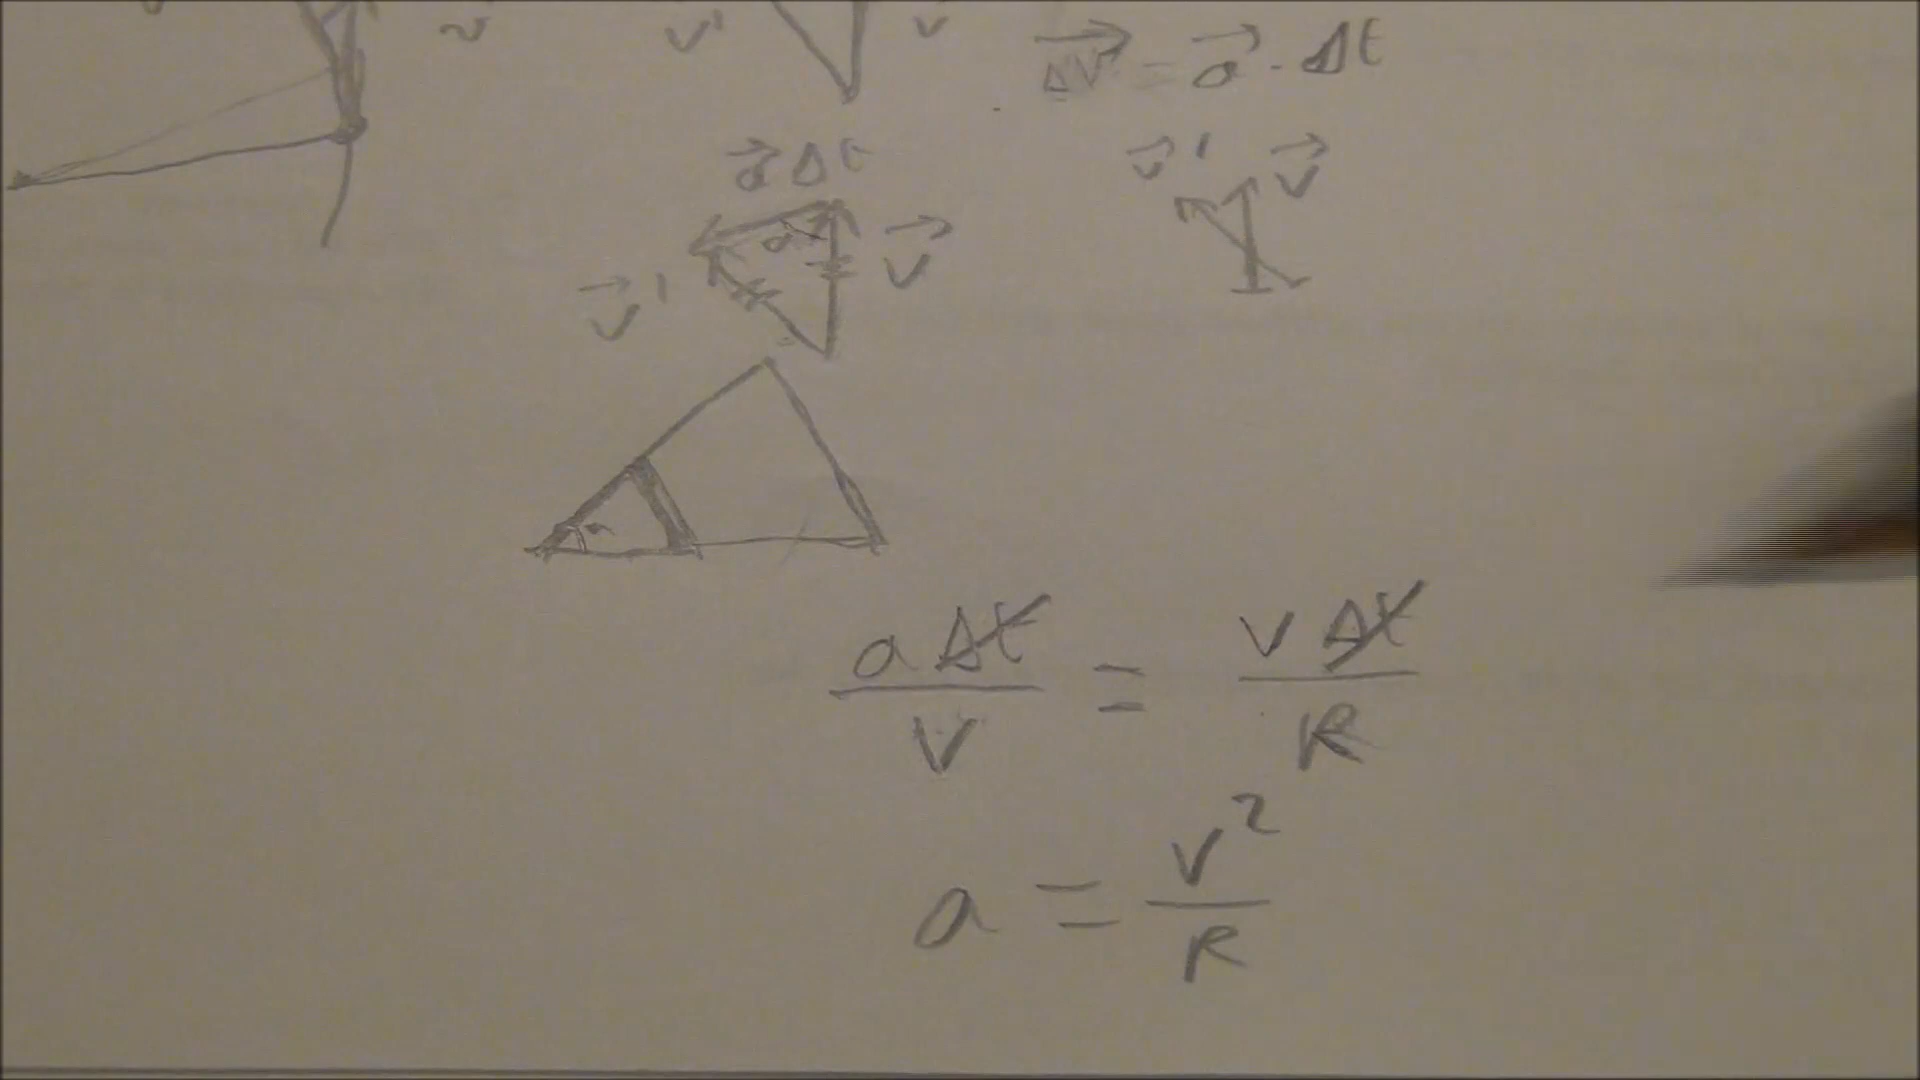 v v' v
Δv⃗ = a⃗ · Δt
a⃗ Δt v⃗' v⃗
α
v⃗' v⃗
aΔt / v = vΔt / R
a = v² / R